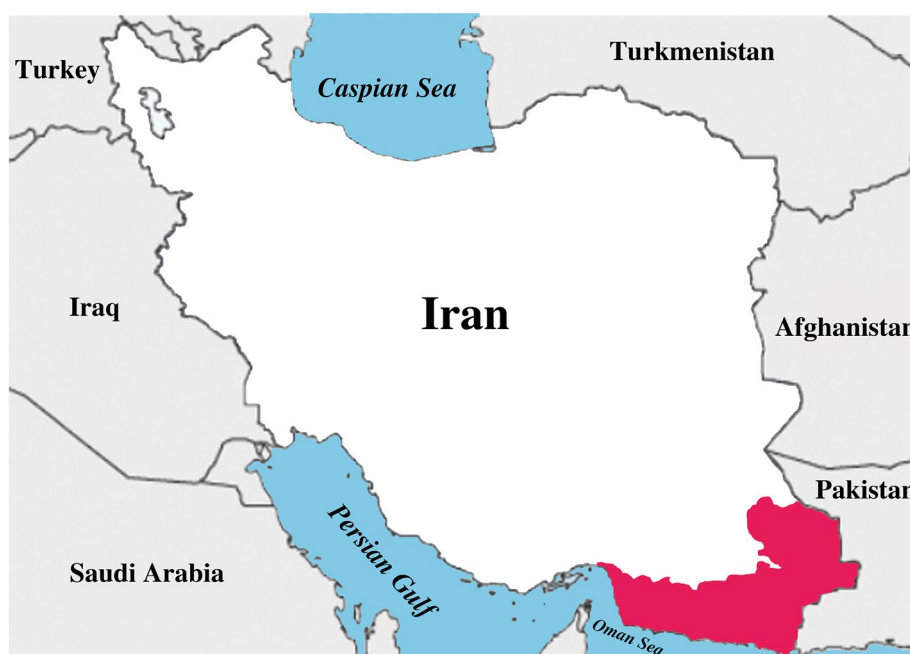 Turkey
Caspian Sea
Turkmenistan
Iraq
Iran
Afghanistan
Pakistan
Persian Gulf
Saudi Arabia
Oman Sea